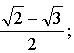 (√2 − √3)/2;